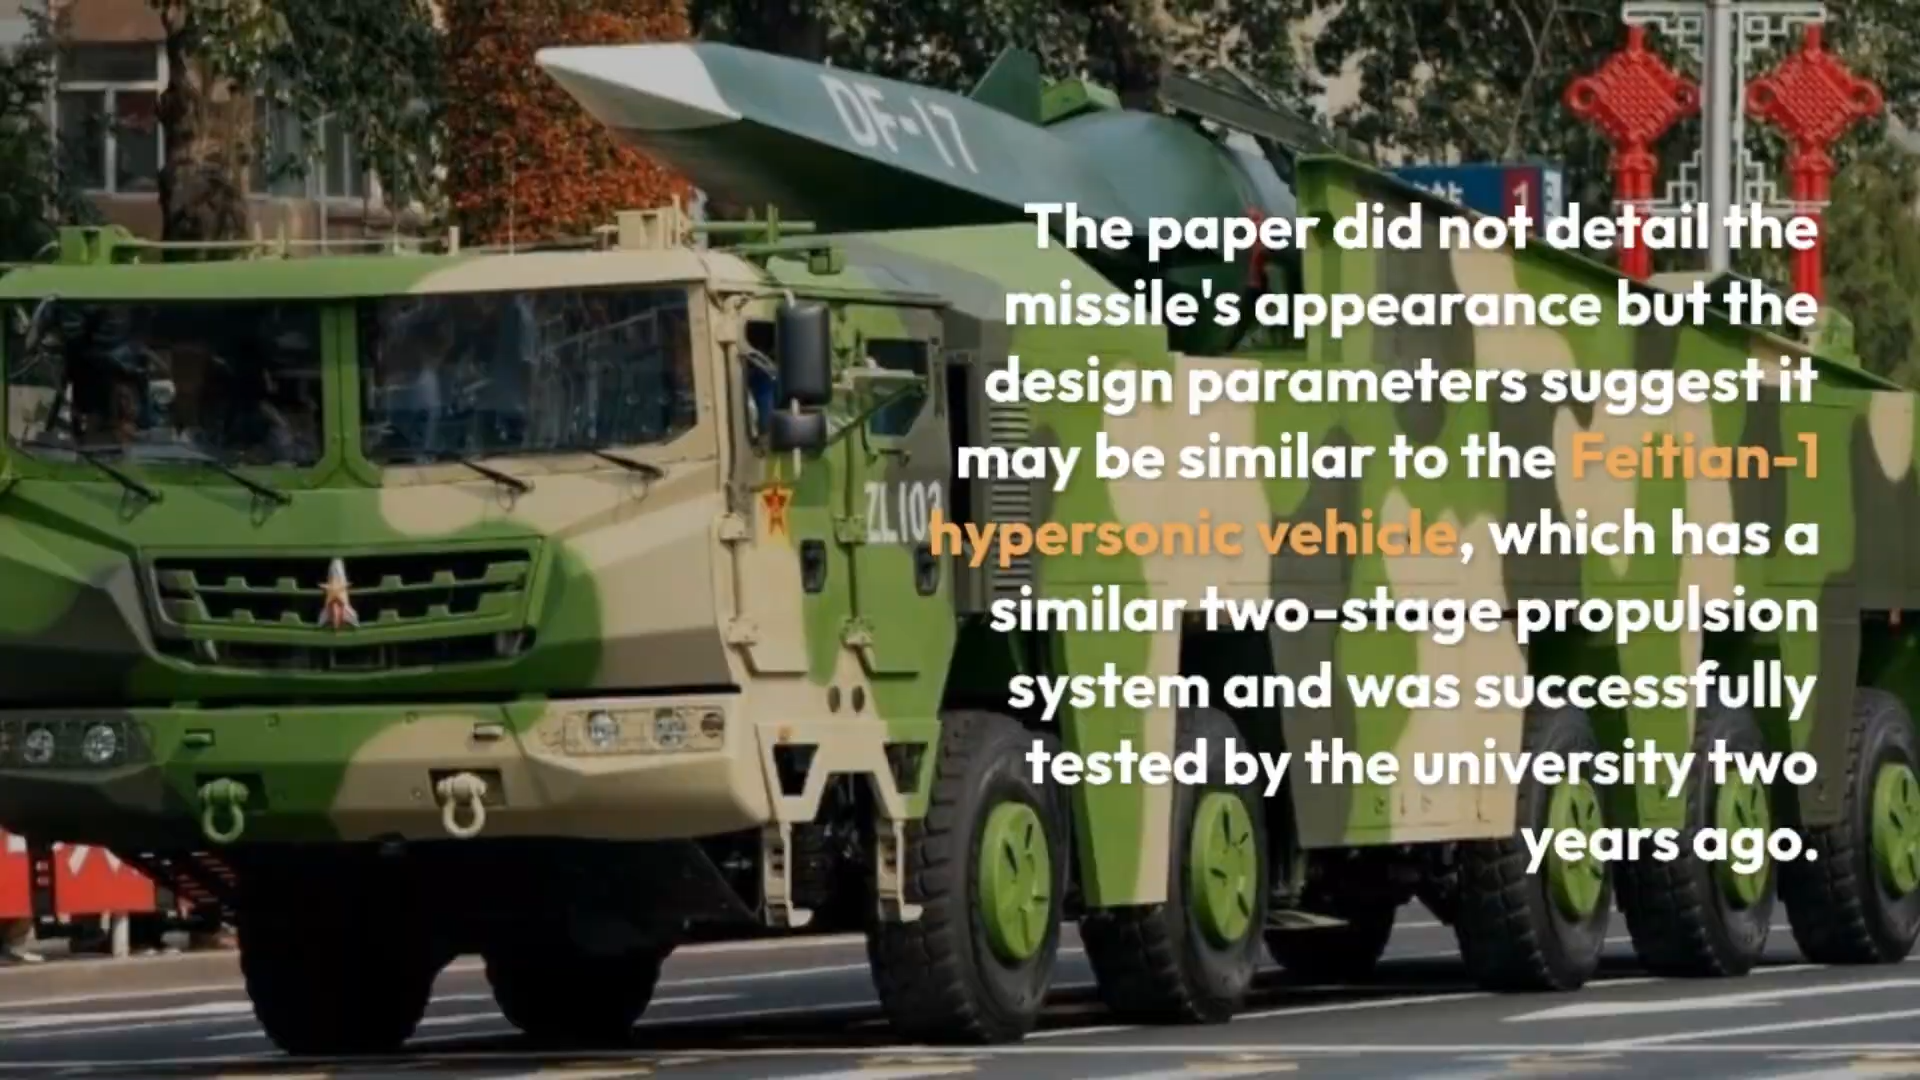 DF-17
1
ZL102
The paper did not detail the
missile's appearance but the
design parameters suggest it
may be similar to the Feitian-1
hypersonic vehicle, which has a
similar two-stage propulsion
system and was successfully
tested by the university two
years ago.